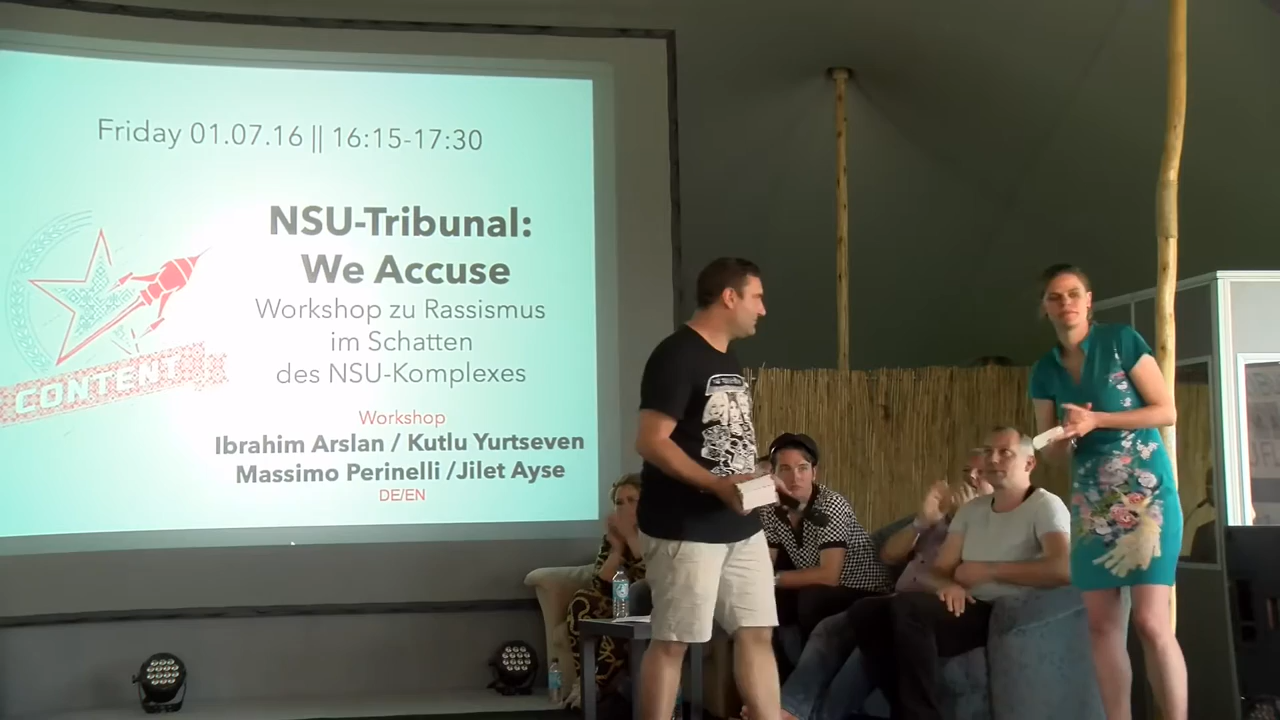 Friday 01.07.16 || 16:15-17:30
NSU-Tribunal:
We Accuse
Workshop zu Rassismus
im Schatten
des NSU-Komplexes
CONTENT
Workshop
Ibrahim Arslan / Kutlu Yurtseven
Massimo Perinelli /Jilet Ayse
DE/EN